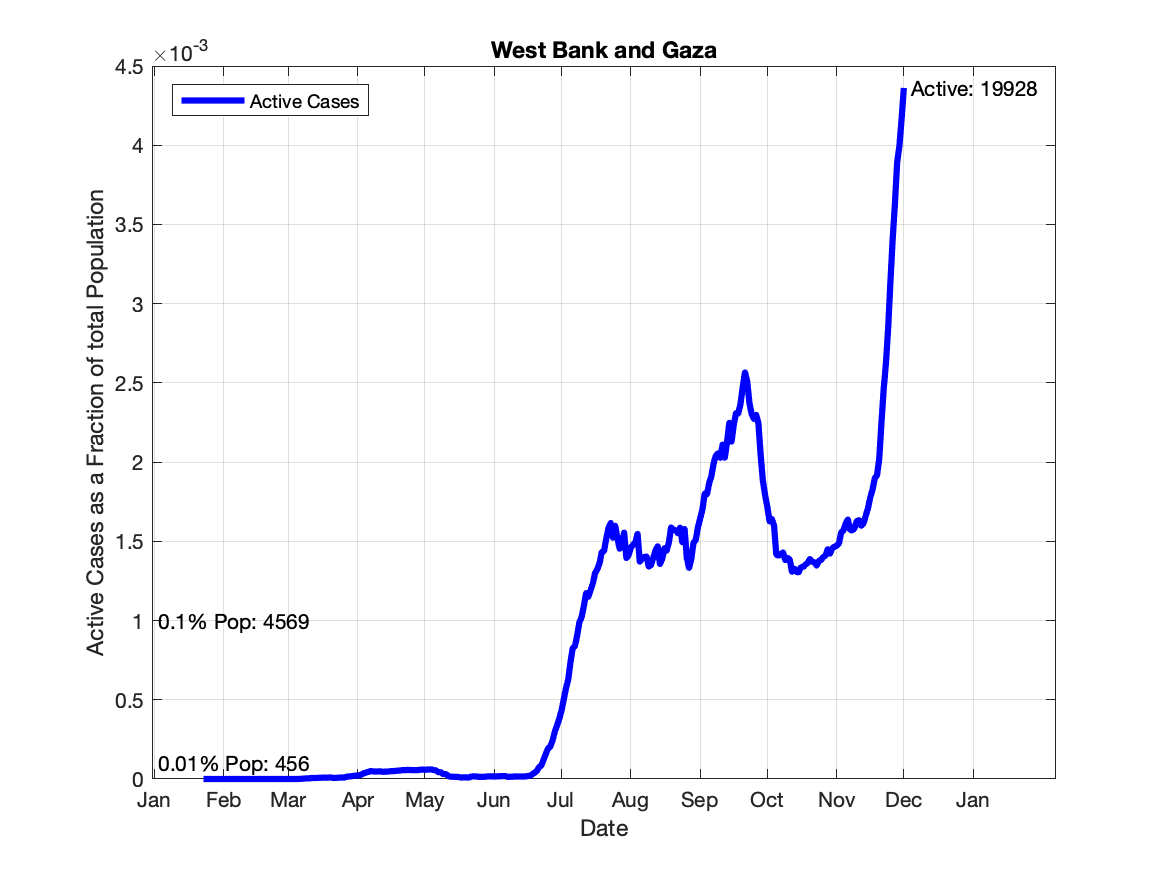 West Bank and Gaza
×10⁻³
4.5
4
3.5
3
2.5
2
1.5
1
0.5
0
Active Cases as a Fraction of total Population
Active Cases
Active: 19928
0.1% Pop: 4569
0.01% Pop: 456
Jan Feb Mar Apr May Jun Jul Aug Sep Oct Nov Dec Jan
Date